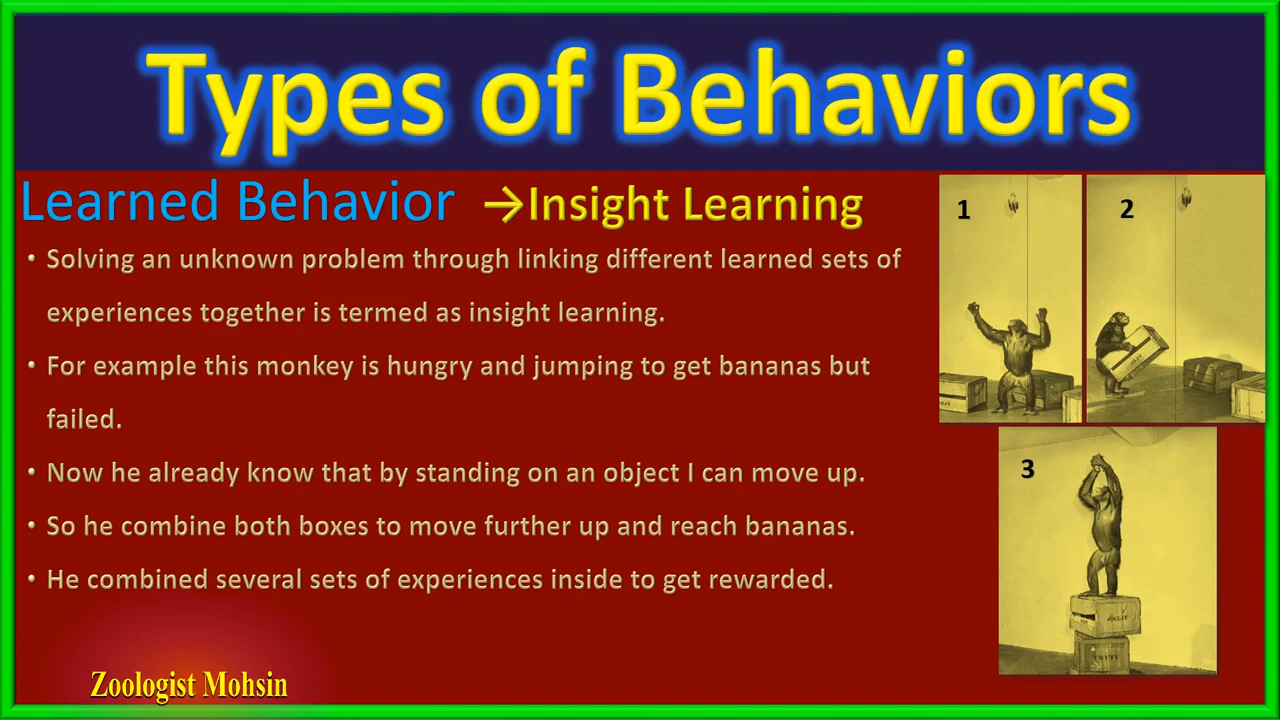 Types of Behaviors
Learned Behavior →Insight Learning
• Solving an unknown problem through linking different learned sets of
experiences together is termed as insight learning.
• For example this monkey is hungry and jumping to get bananas but
failed.
• Now he already know that by standing on an object I can move up.
• So he combine both boxes to move further up and reach bananas.
• He combined several sets of experiences inside to get rewarded.
1
2
3
Zoologist Mohsin